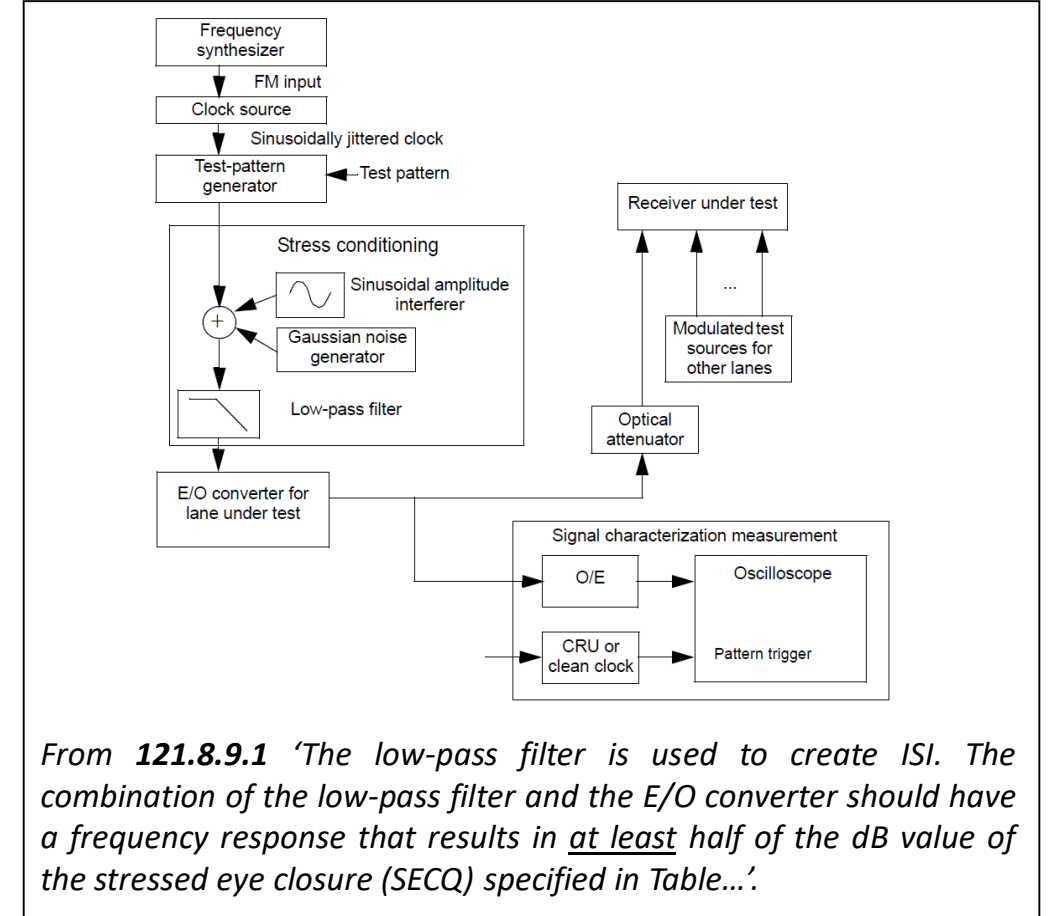 Frequency
synthesizer
FM input
Clock source
Sinusoidally jittered clock
Test-pattern
generator
Test pattern
Stress conditioning
Sinusoidal amplitude
interferer
+
Gaussian noise
generator
Low-pass filter
E/O converter for
lane under test
Receiver under test
...
Modulated test
sources for
other lanes
Optical
attenuator
Signal characterization measurement
O/E
Oscilloscope
CRU or
clean clock
Pattern trigger
From 121.8.9.1 ‘The low-pass filter is used to create ISI. The
combination of the low-pass filter and the E/O converter should have
a frequency response that results in at least half of the dB value of
the stressed eye closure (SECQ) specified in Table…’.